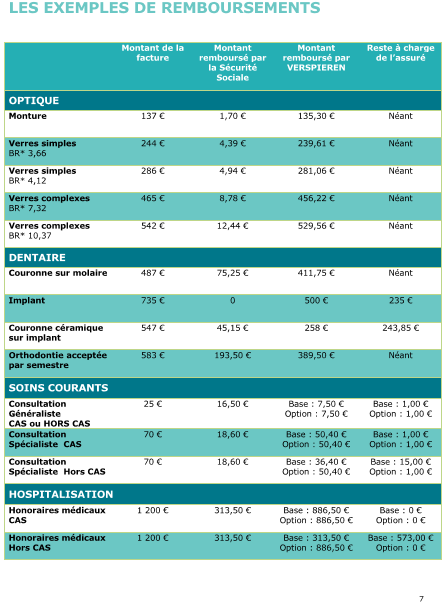 LES EXEMPLES DE REMBOURSEMENTS
Montant de la facture | Montant remboursé par la Sécurité Sociale | Montant remboursé par VERSPIEREN | Reste à charge de l'assuré
OPTIQUE
Monture 137 € 1,70 € 135,30 € Néant
Verres simples 244 € 4,39 € 239,61 € Néant
BR* 3,66
Verres simples 286 € 4,94 € 281,06 € Néant
BR* 4,12
Verres complexes 465 € 8,78 € 456,22 € Néant
BR* 7,32
Verres complexes 542 € 12,44 € 529,56 € Néant
BR* 10,37
DENTAIRE
Couronne sur molaire 487 € 75,25 € 411,75 € Néant
Implant 735 € 0 500 € 235 €
Couronne céramique 547 € 45,15 € 258 € 243,85 €
sur implant
Orthodontie acceptée 583 € 193,50 € 389,50 € Néant
par semestre
SOINS COURANTS
Consultation 25 € 16,50 € Base : 7,50 € Base : 1,00 €
Généraliste Option : 7,50 € Option : 1,00 €
CAS ou HORS CAS
Consultation 70 € 18,60 € Base : 50,40 € Base : 1,00 €
Spécialiste CAS Option : 50,40 € Option : 1,00 €
Consultation 70 € 18,60 € Base : 36,40 € Base : 15,00 €
Spécialiste Hors CAS Option : 50,40 € Option : 1,00 €
HOSPITALISATION
Honoraires médicaux 1 200 € 313,50 € Base : 886,50 € Base : 0 €
CAS Option : 886,50 € Option : 0 €
Honoraires médicaux 1 200 € 313,50 € Base : 313,50 € Base : 573,00 €
Hors CAS Option : 886,50 € Option : 0 €
7